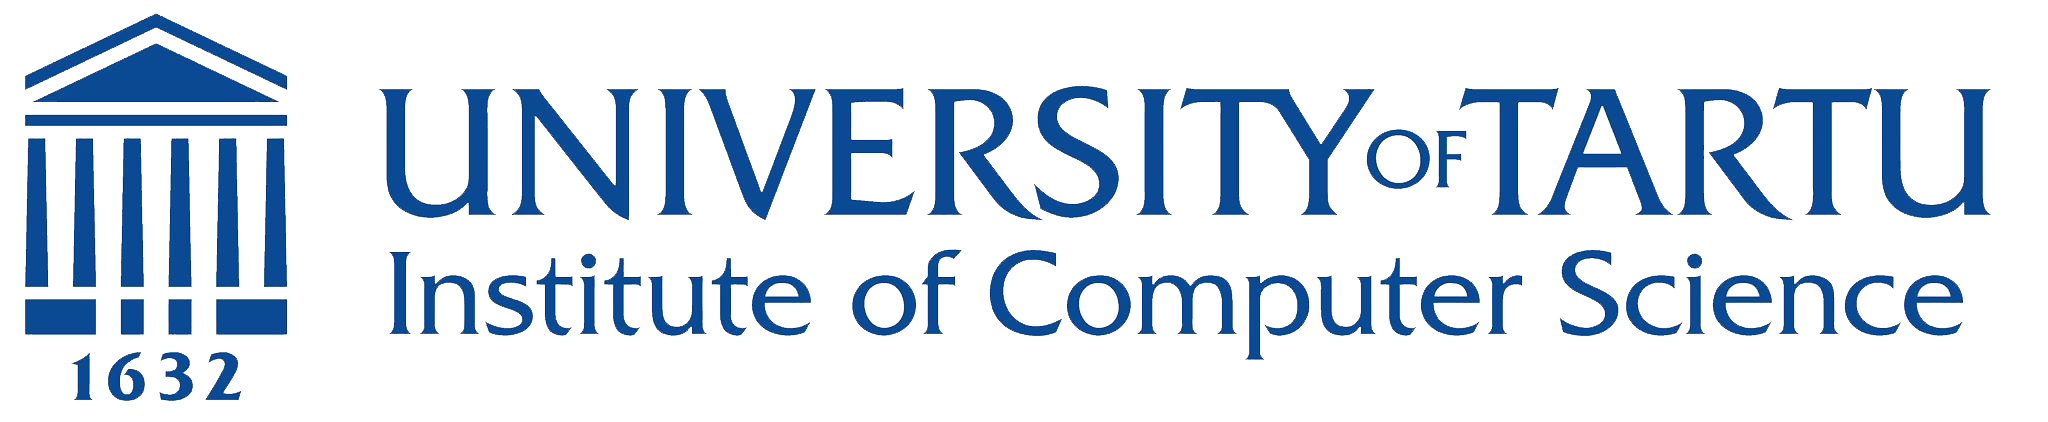 UNIVERSITY OF TARTU
Institute of Computer Science
1632